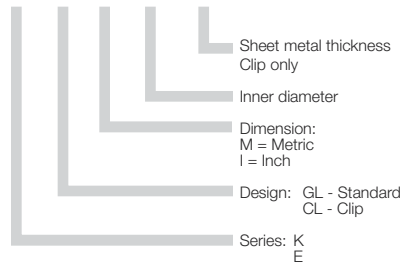 Sheet metal thickness
Clip only
Inner diameter
Dimension:
M = Metric
I = Inch
Design: GL - Standard
CL - Clip
Series: K
E